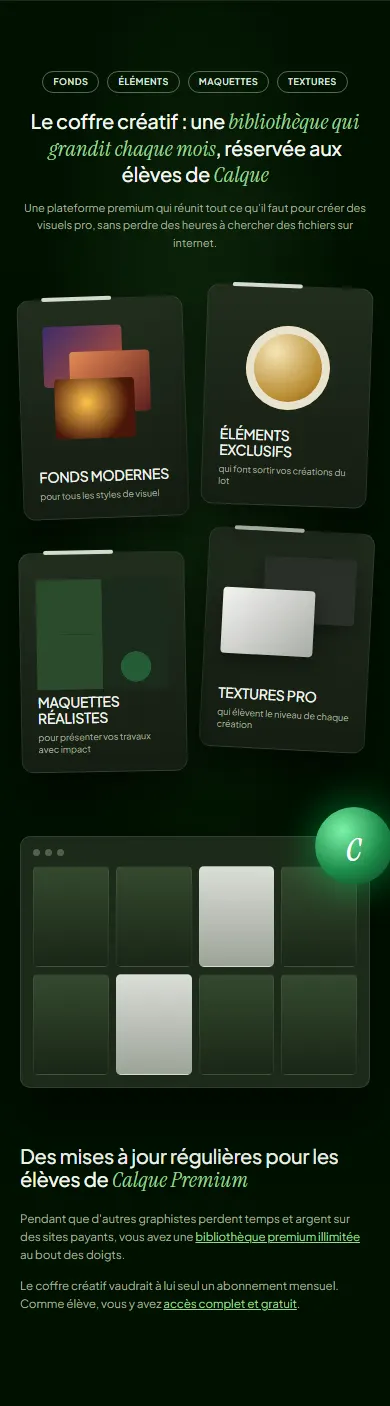 FONDS
ÉLÉMENTS
MAQUETTES
TEXTURES
Le coffre créatif : une bibliothèque qui
grandit chaque mois, réservée aux
élèves de Calque
Une plateforme premium qui réunit tout ce qu'il faut pour créer des
visuels pro, sans perdre des heures à chercher des fichiers sur
internet.
FONDS MODERNES
pour tous les styles de visuel
ÉLÉMENTS
EXCLUSIFS
qui font sortir vos créations du
lot
MAQUETTES
RÉALISTES
pour présenter vos travaux
avec impact
TEXTURES PRO
qui élèvent le niveau de chaque
création
C
Des mises à jour régulières pour les
élèves de Calque Premium
Pendant que d'autres graphistes perdent temps et argent sur
des sites payants, vous avez une bibliothèque premium illimitée
au bout des doigts.
Le coffre créatif vaudrait à lui seul un abonnement mensuel.
Comme élève, vous y avez accès complet et gratuit.